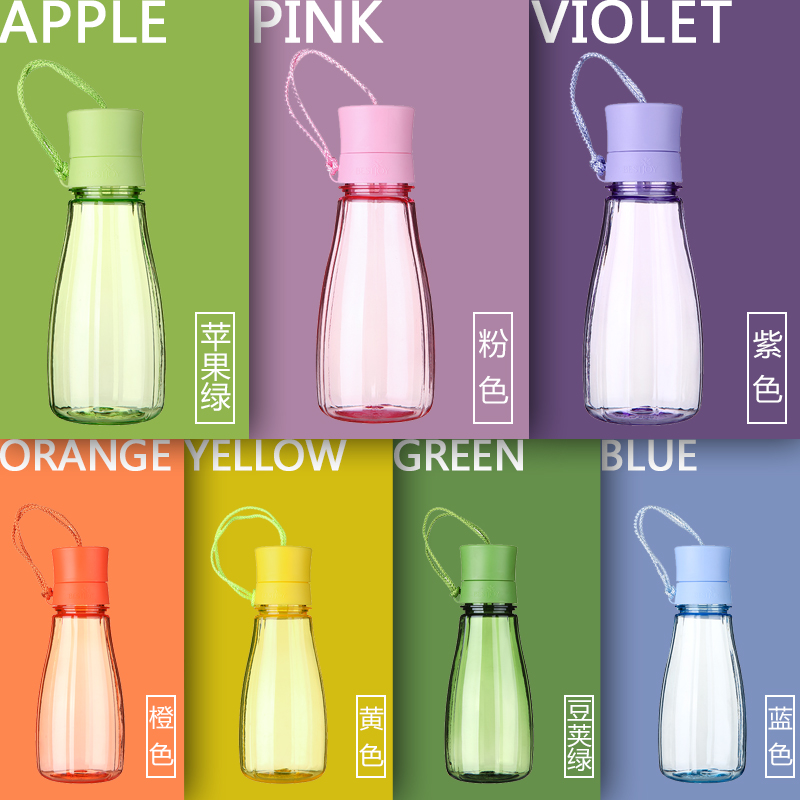 APPLE
苹果绿
PINK
粉色
VIOLET
紫色
ORANGE
橙色
YELLOW
黄色
GREEN
豆荚绿
BLUE
蓝色